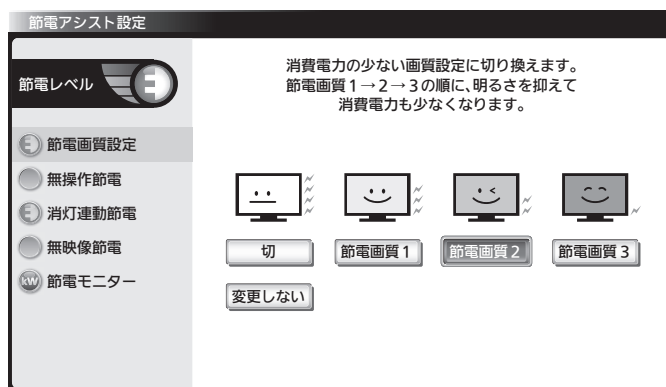 節電アシスト設定
節電レベル E
消費電力の少ない画質設定に切り換えます。
節電画質1→2→3の順に、明るさを抑えて
消費電力も少なくなります。
E 節電画質設定
無操作節電
E 消灯連動節電
無映像節電
kW 節電モニター
切
節電画質1
節電画質2
節電画質3
変更しない